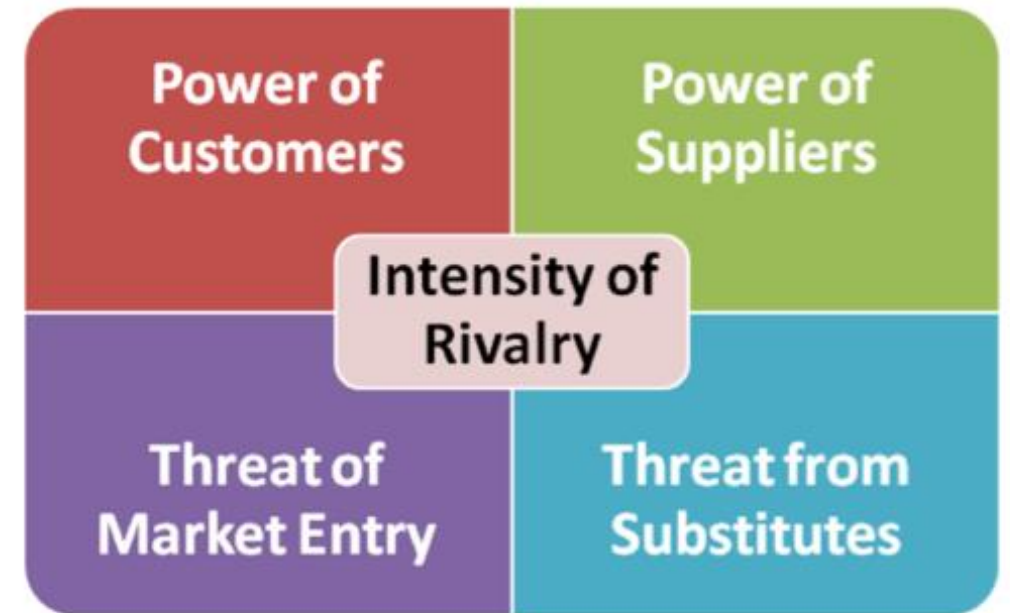 Power of
Customers
Power of
Suppliers
Intensity of
Rivalry
Threat of
Market Entry
Threat from
Substitutes